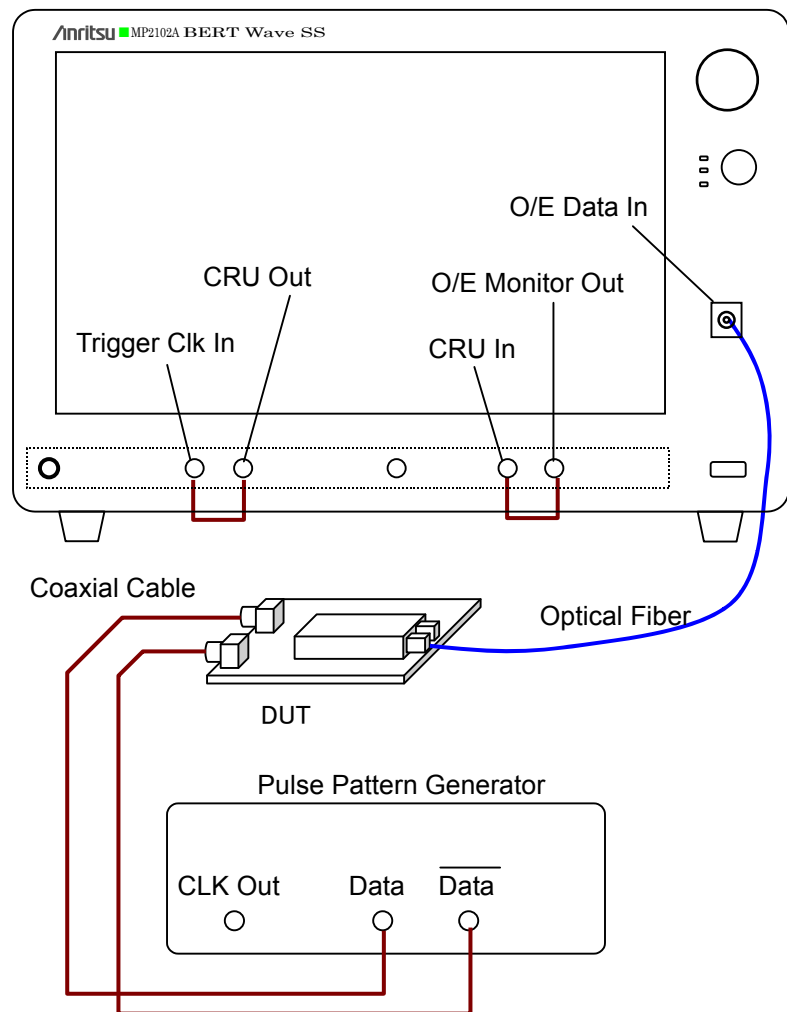 Anritsu MP2102A BERT Wave SS
O/E Data In
CRU Out
O/E Monitor Out
Trigger Clk In
CRU In
Coaxial Cable
Optical Fiber
DUT
Pulse Pattern Generator
CLK Out
Data
Data